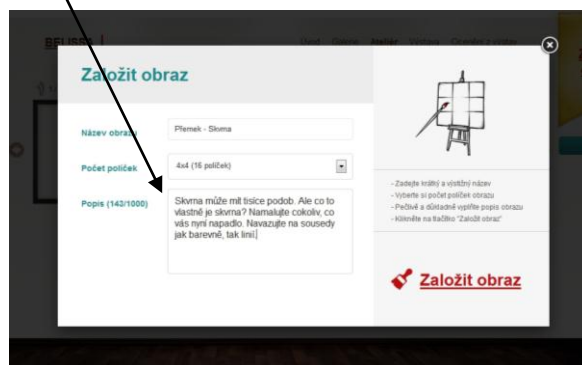 BELISSA
Úvod Galerie Ateliér Výstava
Založit obraz
Název obrazu
Přemek - Skvrna
Počet políček
4x4 (16 políček)
Popis (143/1000)
Skvrna může mít tisíce podob. Ale co to
vlastně je skvrna? Namalujte cokoliv, co
vás nyní napadlo. Navazujte na sousedy
jak barevně, tak linií.
- Zadejte krátký a výstižný název
- Vyberte si počet políček obrazu
- Pečlivě a důkladně vyplňte popis obrazu
- Klikněte na tlačítko "Založit obraz"
Založit obraz